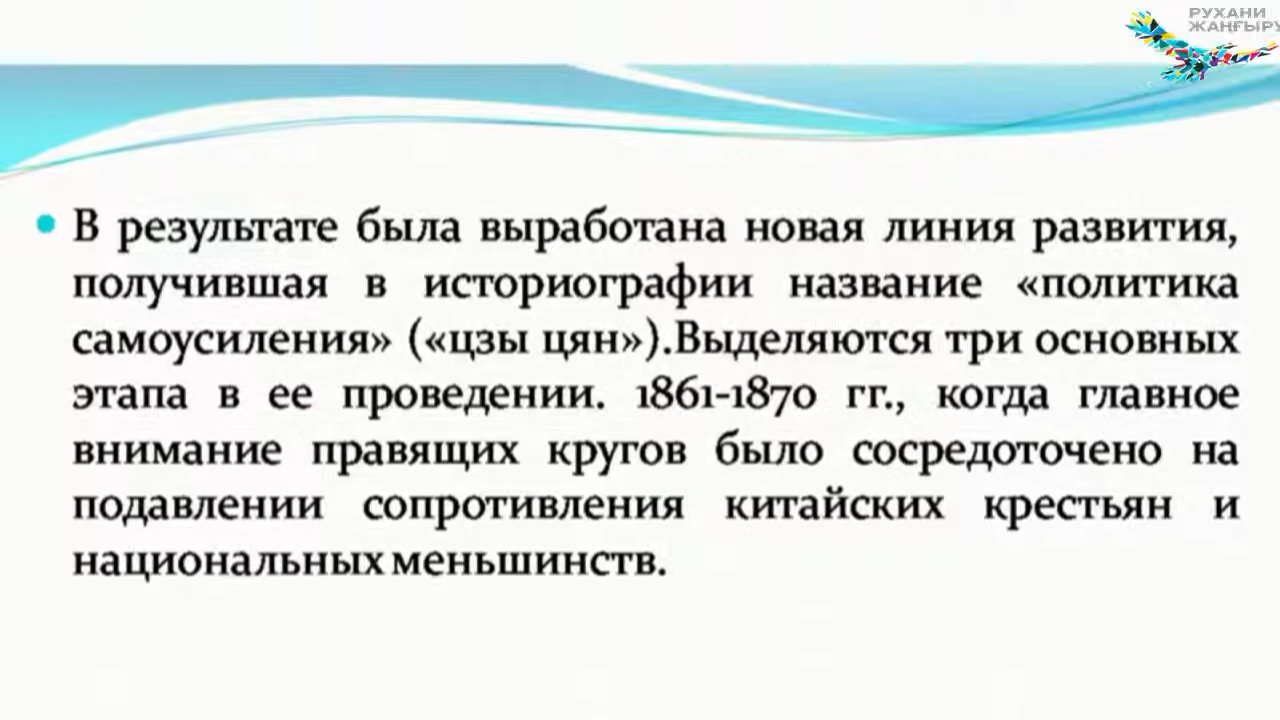 РУХАНИ
ЖАҢҒЫРУ
• В результате была выработана новая линия развития,
получившая в историографии название «политика
самоусиления» («цзы цян»).Выделяются три основных
этапа в ее проведении. 1861-1870 гг., когда главное
внимание правящих кругов было сосредоточено на
подавлении сопротивления китайских крестьян и
национальных меньшинств.